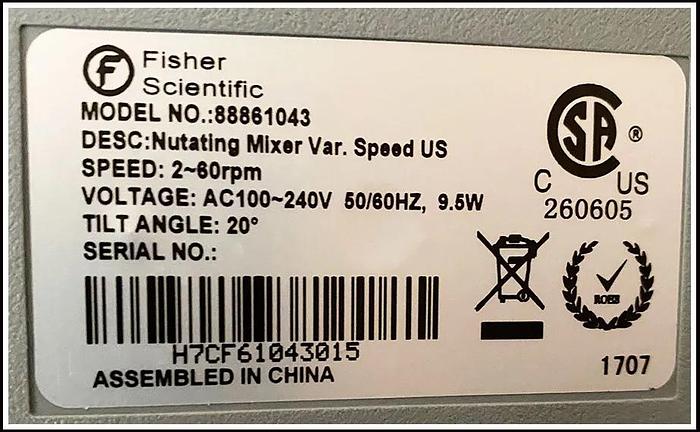 Fisher
Scientific
MODEL NO.:88861043
DESC:Nutating Mixer Var. Speed US
SPEED: 2~60rpm
VOLTAGE: AC100~240V 50/60HZ, 9.5W
TILT ANGLE: 20°
SERIAL NO.:
H7CF61043015
ASSEMBLED IN CHINA
SA ®
C US
260605
ROHS
1707